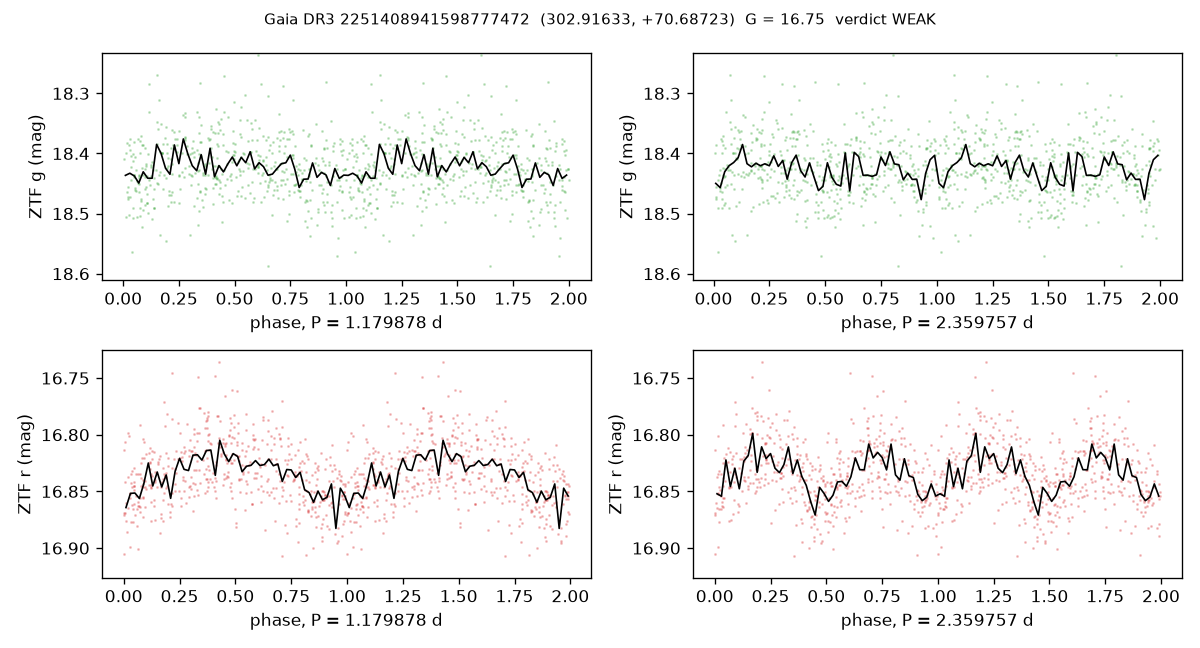 Gaia DR3 2251408941598777472 (302.91633, +70.68723) G = 16.75 verdict WEAK
ZTF g (mag)
18.3
18.4
18.5
18.6
0.00 0.25 0.50 0.75 1.00 1.25 1.50 1.75 2.00
phase, P = 1.179878 d
ZTF g (mag)
18.3
18.4
18.5
18.6
0.00 0.25 0.50 0.75 1.00 1.25 1.50 1.75 2.00
phase, P = 2.359757 d
ZTF r (mag)
16.75
16.80
16.85
16.90
0.00 0.25 0.50 0.75 1.00 1.25 1.50 1.75 2.00
phase, P = 1.179878 d
ZTF r (mag)
16.75
16.80
16.85
16.90
0.00 0.25 0.50 0.75 1.00 1.25 1.50 1.75 2.00
phase, P = 2.359757 d